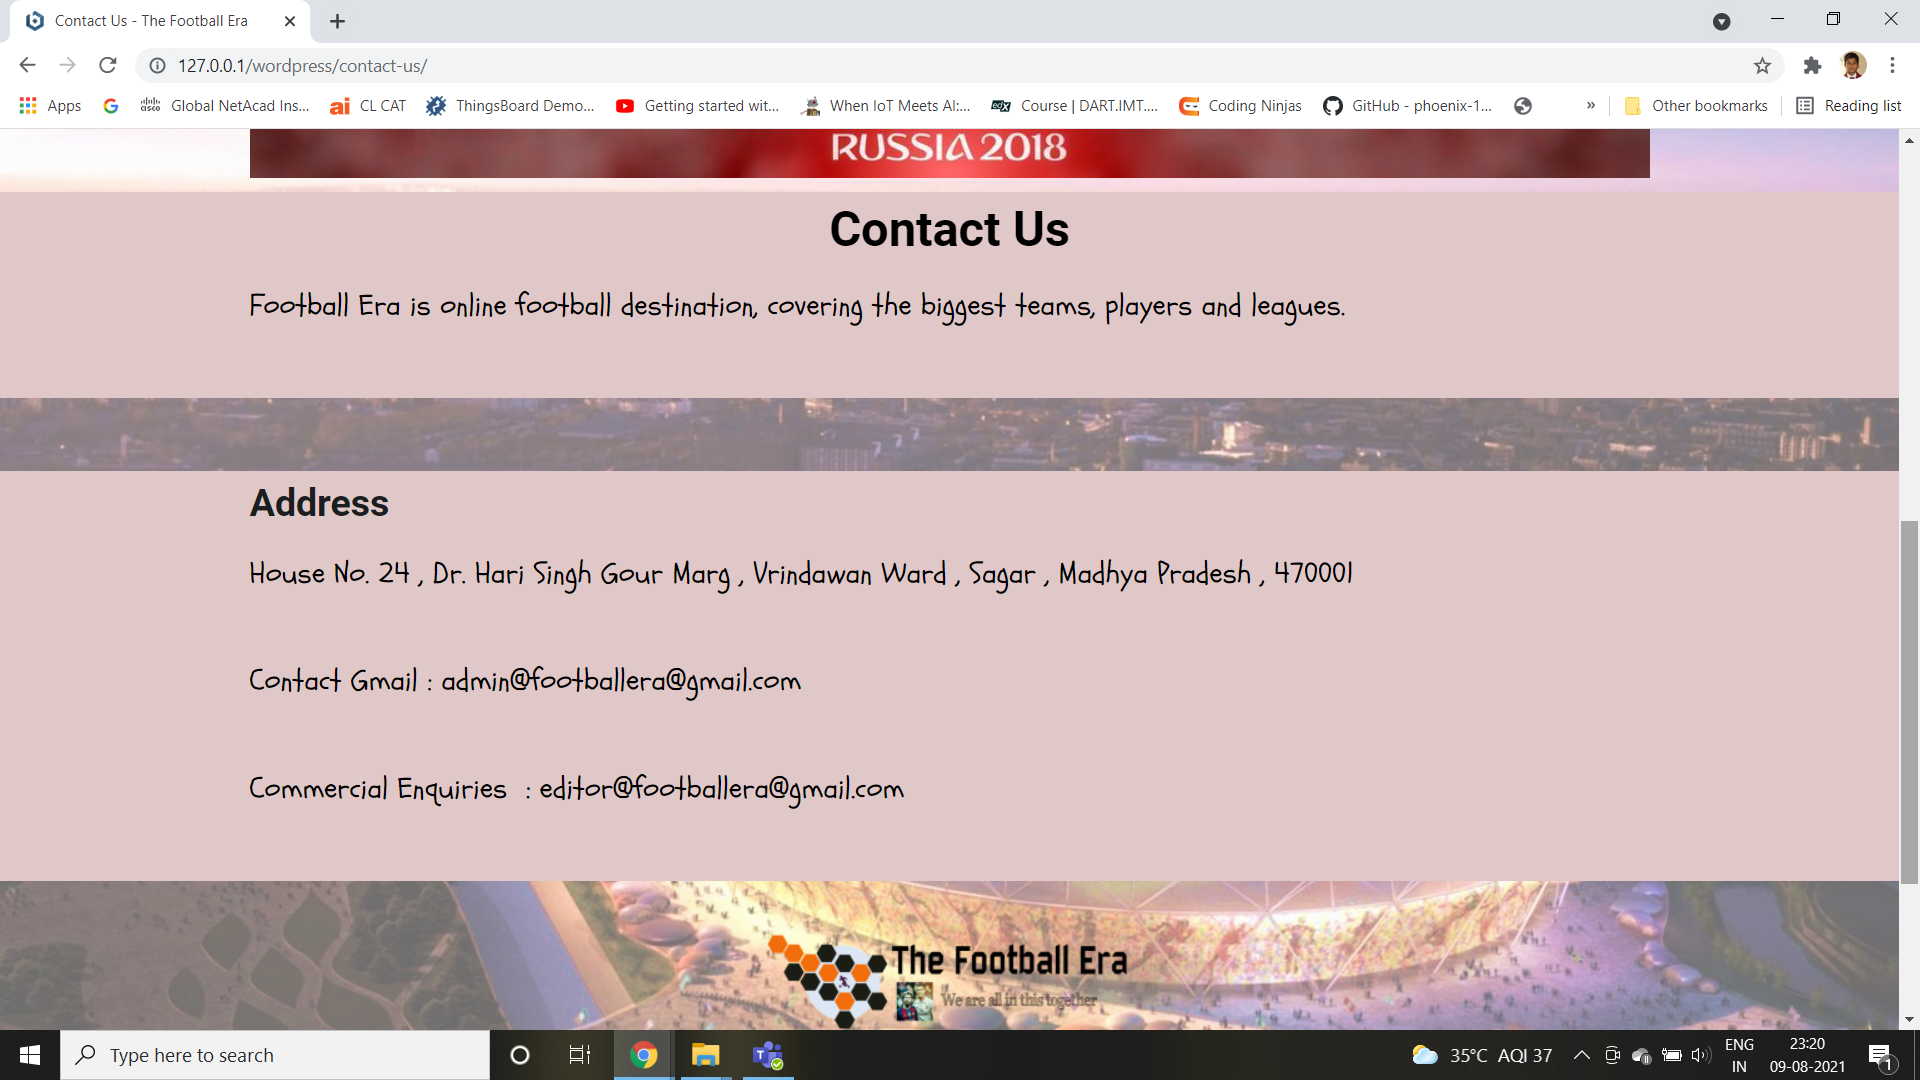 Contact Us - The Football Era
127.0.0.1/wordpress/contact-us/
Apps
Global NetAcad Ins...
CL CAT
ThingsBoard Demo...
Getting started wit...
When IoT Meets AI:...
Course | DART.IMT....
Coding Ninjas
GitHub - phoenix-1...
»
Other bookmarks
Reading list
RUSSIA 2018
Contact Us
Football Era is online football destination, covering the biggest teams, players and leagues.
Address
House No. 24 , Dr. Hari Singh Gour Marg , Vrindawan Ward , Sagar , Madhya Pradesh , 470001
Contact Gmail : admin@footballera@gmail.com
Commercial Enquiries  : editor@footballera@gmail.com
The Football Era
We are all in this together
Type here to search
35°C AQI 37
ENG
IN
23:20
09-08-2021
1